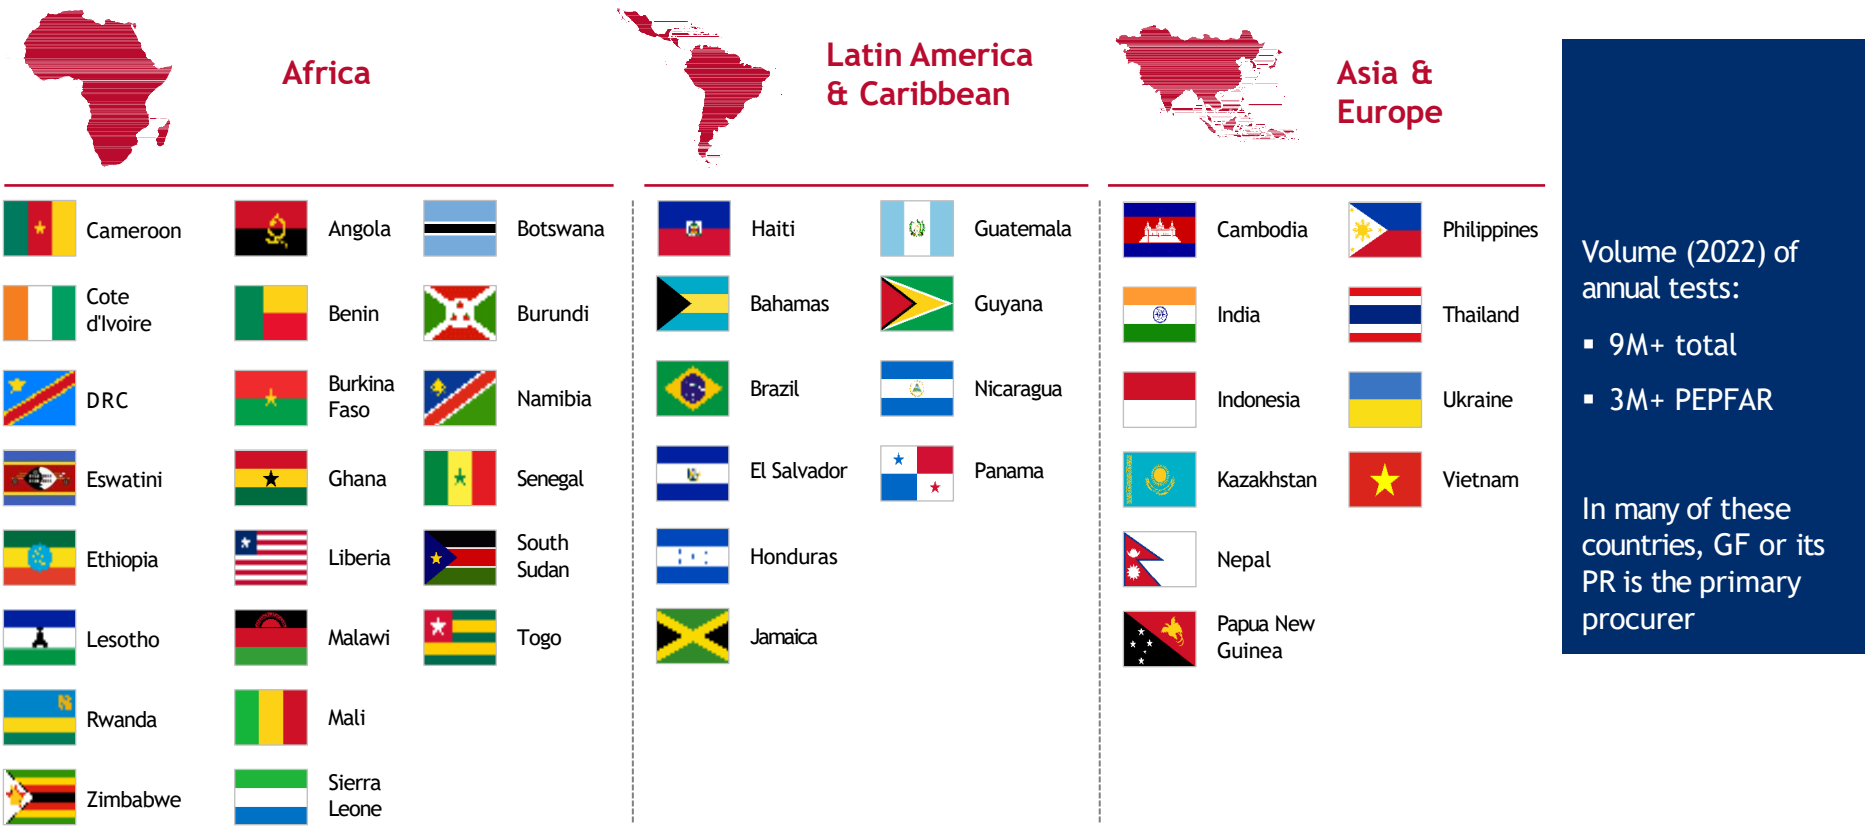 Africa
Cameroon
Angola
Botswana
Cote
d'Ivoire
Benin
Burundi
DRC
Burkina
Faso
Namibia
Eswatini
Ghana
Senegal
Ethiopia
Liberia
South
Sudan
Lesotho
Malawi
Togo
Rwanda
Mali
Zimbabwe
Sierra
Leone
Latin America
& Caribbean
Haiti
Guatemala
Bahamas
Guyana
Brazil
Nicaragua
El Salvador
Panama
Honduras
Jamaica
Asia &
Europe
Cambodia
Philippines
India
Thailand
Indonesia
Ukraine
Kazakhstan
Vietnam
Nepal
Papua New
Guinea
Volume (2022) of
annual tests:
▪ 9M+ total
▪ 3M+ PEPFAR
In many of these
countries, GF or its
PR is the primary
procurer